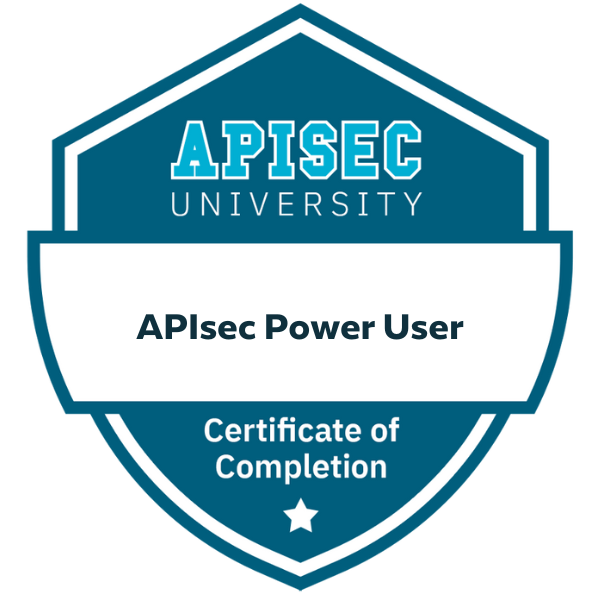 APISEC
UNIVERSITY
APIsec Power User
Certificate of
Completion